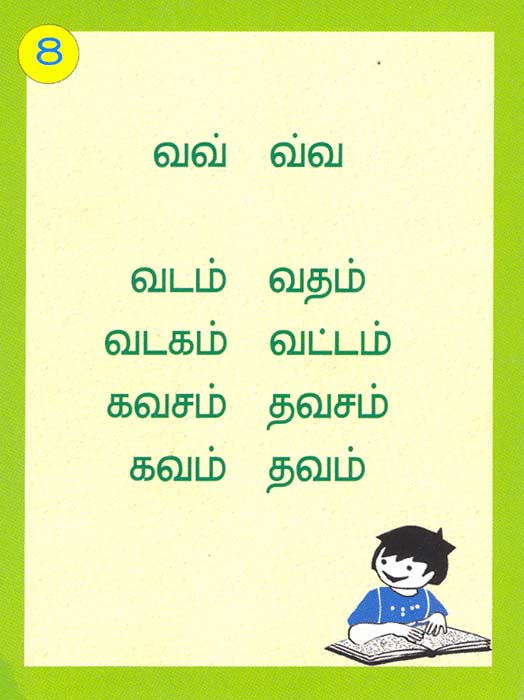 8
வவ் வ்வ
வடம் வதம்
வடகம் வட்டம்
கவசம் தவசம்
கவம் தவம்